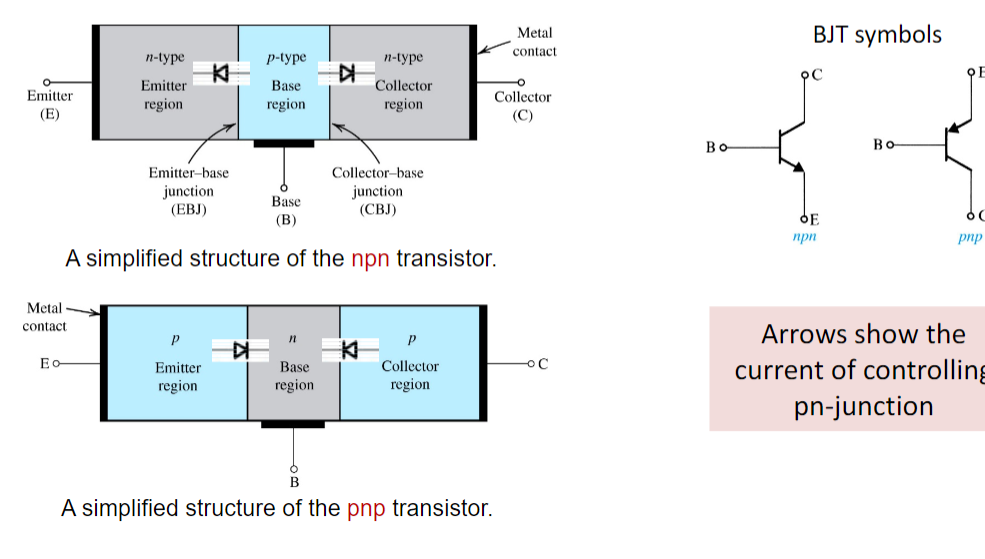 n-type
Emitter
region
p-type
Base
region
n-type
Collector
region
Metal
contact
Emitter
(E)
Collector
(C)
Emitter–base
junction
(EBJ)
Base
(B)
Collector–base
junction
(CBJ)
A simplified structure of the npn transistor.
Metal
contact
E
p
Emitter
region
n
Base
region
p
Collector
region
C
B
A simplified structure of the pnp transistor.
BJT symbols
C
B
E
npn
E
B
C
pnp
Arrows show the
current of controlling
pn-junction